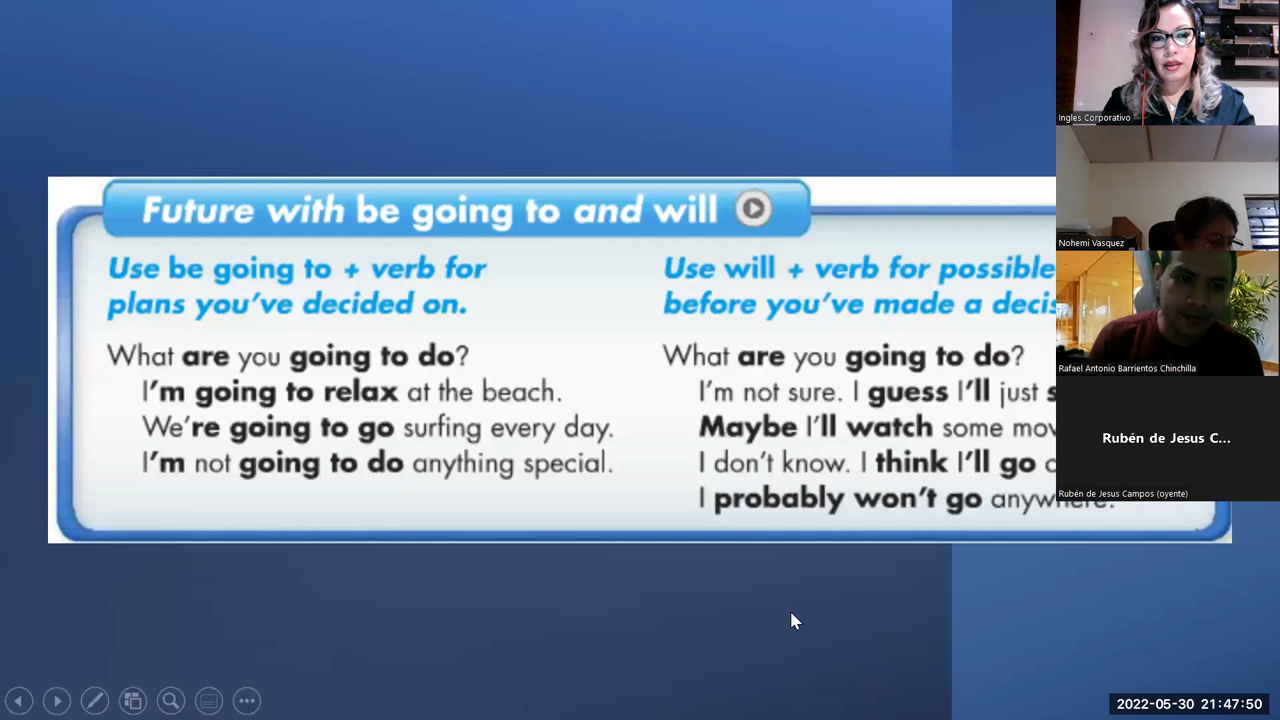 Future with be going to and will
Use be going to + verb for
plans you've decided on.
What are you going to do?
I'm going to relax at the beach.
We're going to go surfing every day.
I'm not going to do anything special.
Use will + verb for possible
before you've made a
What are you going to do?
I'm not sure. I guess I'll just
Maybe I'll watch some
I don't know. I think I'll go
I probably won't go anywhere.
Ingles Corporativo
Nohemi Vasquez
Rafael Antonio Barrientos Chinchilla
Rubén de Jesus C...
Rubén de Jesus Campos (oyente)
2022-05-30 21:47:50